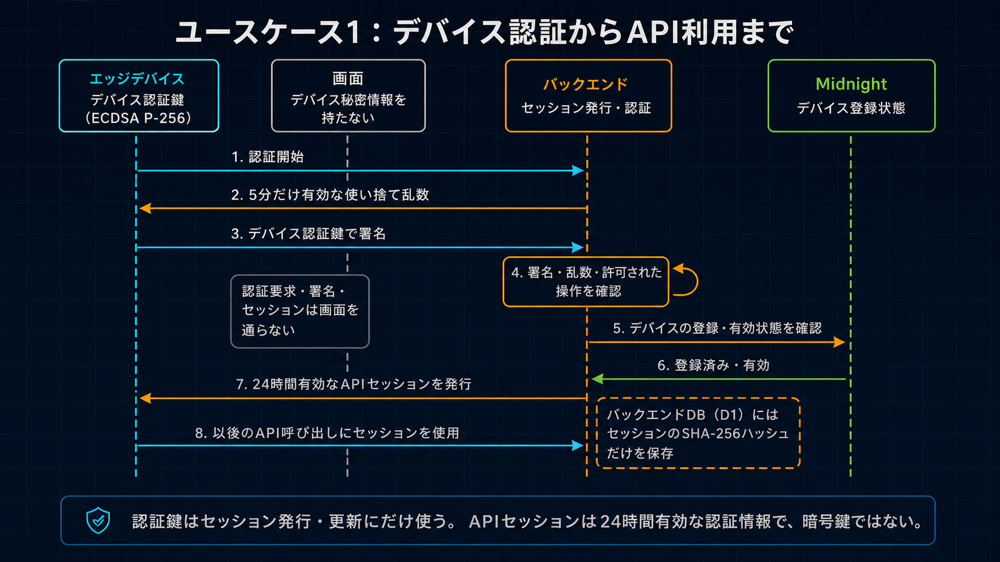 ユースケース1：デバイス認証からAPI利用まで
エッジデバイス
デバイス認証鍵
（ECDSA P-256）
画面
デバイス秘密情報を
持たない
バックエンド
セッション発行・認証
Midnight
デバイス登録状態
1. 認証開始
2. 5分だけ有効な使い捨て乱数
3. デバイス認証鍵で署名
4. 署名・乱数・許可された
操作を確認
認証要求・署名・
セッションは画面を
通らない
5. デバイスの登録・有効状態を確認
6. 登録済み・有効
7. 24時間有効なAPIセッションを発行
バックエンドDB（D1）には
セッションのSHA-256ハッシュ
だけを保存
8. 以後のAPI呼び出しにセッションを使用
認証鍵はセッション発行・更新にだけ使う。 APIセッションは24時間有効な認証情報で、暗号鍵ではない。